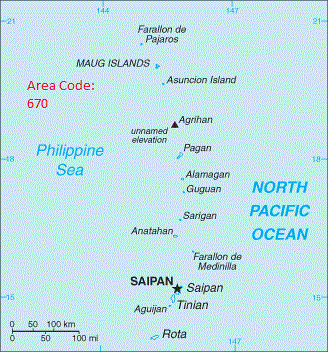 144
147
21
21
Farallon de
Pajaros
MAUG ISLANDS
Asuncion Island
Area Code:
670
Agrihan
unnamed
elevation
Philippine
Sea
Pagan
18
18
Alamagan
Guguan
NORTH
PACIFIC
OCEAN
Sarigan
Anatahan
Farallon de
Medinilla
SAIPAN
Saipan
15
15
Tinian
Aguijan
0 50 100 km
0 50 100 mi
Rota
147